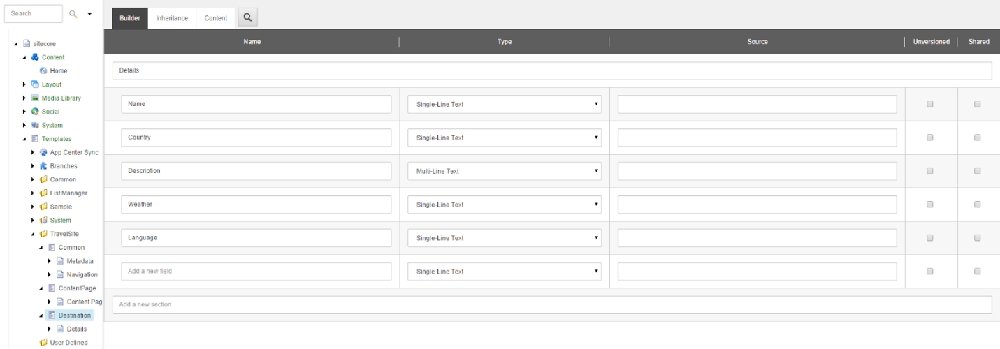 Search
sitecore
Content
Home
Layout
Media Library
Social
System
Templates
App Center Sync
Branches
Common
List Manager
Sample
System
TravelSite
Common
Metadata
Navigation
ContentPage
Content Pag
Destination
Details
User Defined
Builder Inheritance Content
Name Type Source Unversioned Shared
Details
Name Single-Line Text
Country Single-Line Text
Description Multi-Line Text
Weather Single-Line Text
Language Single-Line Text
Add a new field Single-Line Text
Add a new section